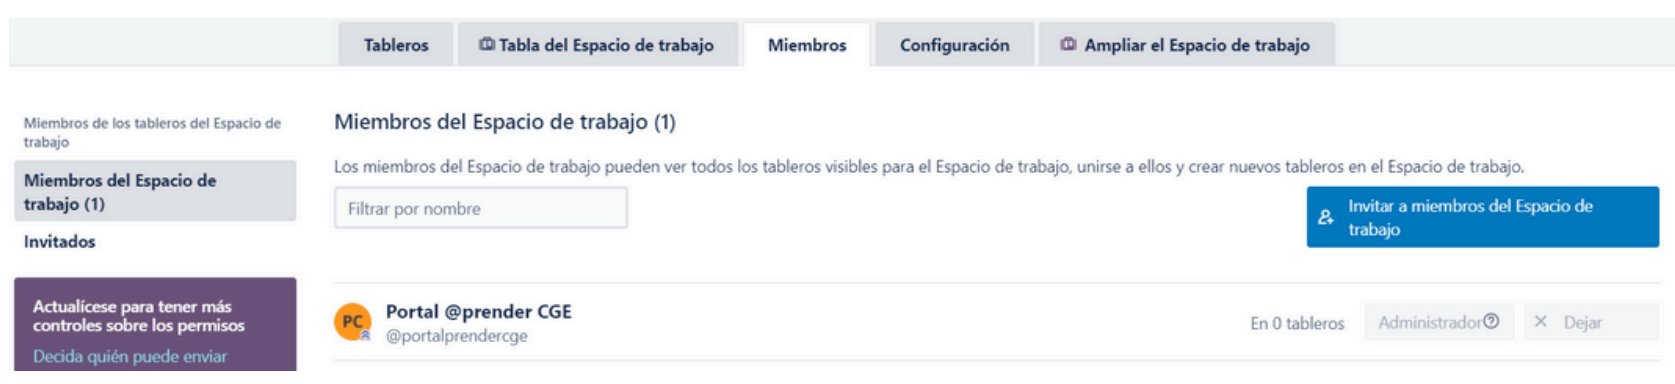 Tableros
Tabla del Espacio de trabajo
Miembros
Configuración
Ampliar el Espacio de trabajo
Miembros de los tableros del Espacio de
trabajo
Miembros del Espacio de
trabajo (1)
Invitados
Actualícese para tener más
controles sobre los permisos
Decida quién puede enviar
Miembros del Espacio de trabajo (1)
Los miembros del Espacio de trabajo pueden ver todos los tableros visibles para el Espacio de trabajo, unirse a ellos y crear nuevos tableros en el Espacio de trabajo.
Filtrar por nombre
Invitar a miembros del Espacio de
trabajo
PC
Portal @prender CGE
@portalprendercge
En 0 tableros
Administrador?
× Dejar